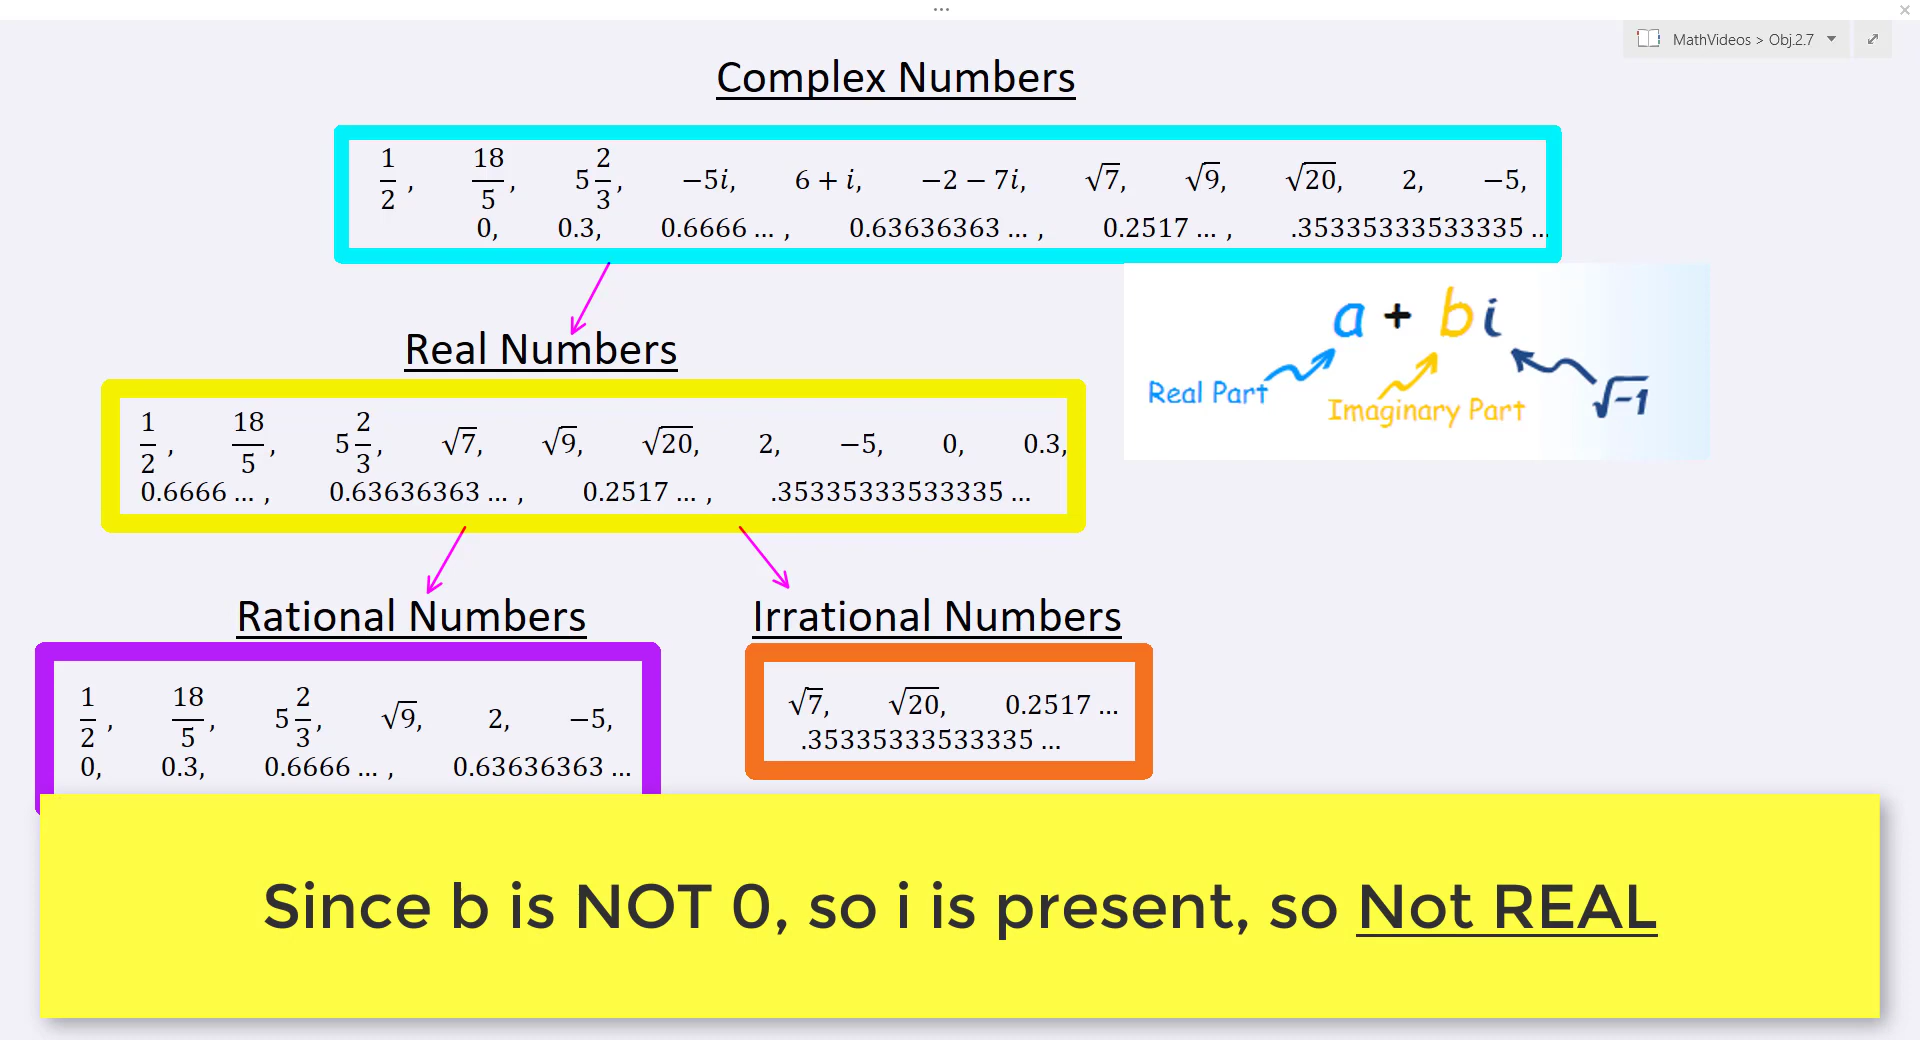 ...
MathVideos > Obj.2.7
Complex Numbers
1/2 , 18/5, 5 2/3, −5i, 6 + i, −2 − 7i, √7, √9, √20, 2, −5,
0, 0.3, 0.6666 ... , 0.63636363 ... , 0.2517 ... , .35335333533335 ...
a + bi
Real Part
Imaginary Part
√-1
Real Numbers
1/2 , 18/5, 5 2/3, √7, √9, √20, 2, −5, 0, 0.3,
0.6666 ... , 0.63636363 ... , 0.2517 ... , .35335333533335 ...
Rational Numbers
1/2 , 18/5, 5 2/3, √9, 2, −5,
0, 0.3, 0.6666 ... , 0.63636363 ...
Irrational Numbers
√7, √20, 0.2517 ...
.35335333533335 ...
Since b is NOT 0, so i is present, so Not REAL